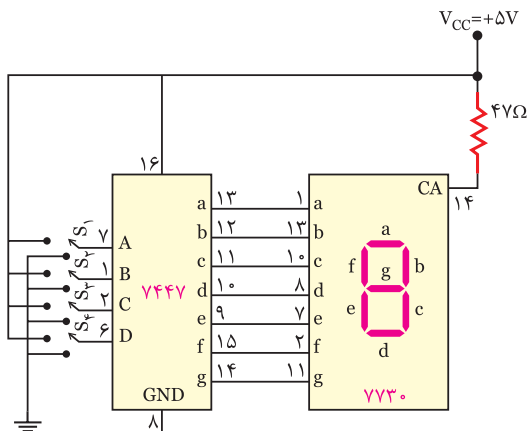 V_CC=+۵V
۴۷Ω
۱۶
CA
۱۴
S۱
S۲
S۳
S۴
۷
A
۱
B
۲
C
۶
D
۷۴۴۷
a ۱۳ ۱ a
b ۱۲ ۱۳ b
c ۱۱ ۱۰ c
d ۱۰ ۸ d
e ۹ ۷ e
f ۱۵ ۲ f
g ۱۴ ۱۱ g
a
f g b
e c
d
GND
۷۷۳۰
۸